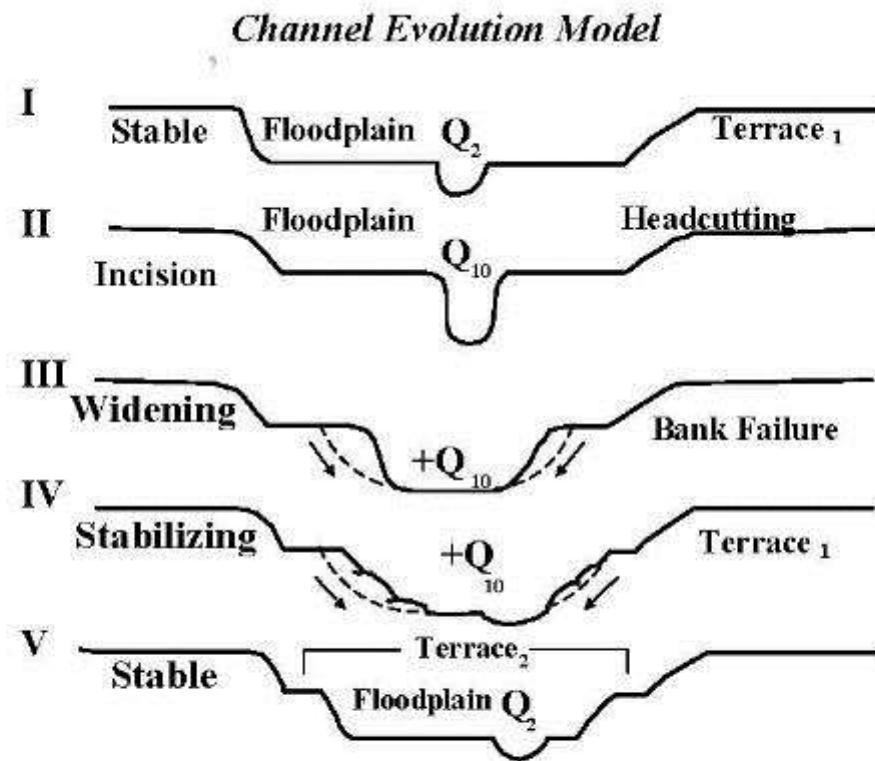 Channel Evolution Model
I
Stable
Floodplain
Q2
Terrace 1
II
Floodplain
Headcutting
Q10
Incision
III
Widening
Bank Failure
+Q10
IV
Stabilizing
+Q10
Terrace 1
V
Terrace2
Stable
Floodplain
Q2